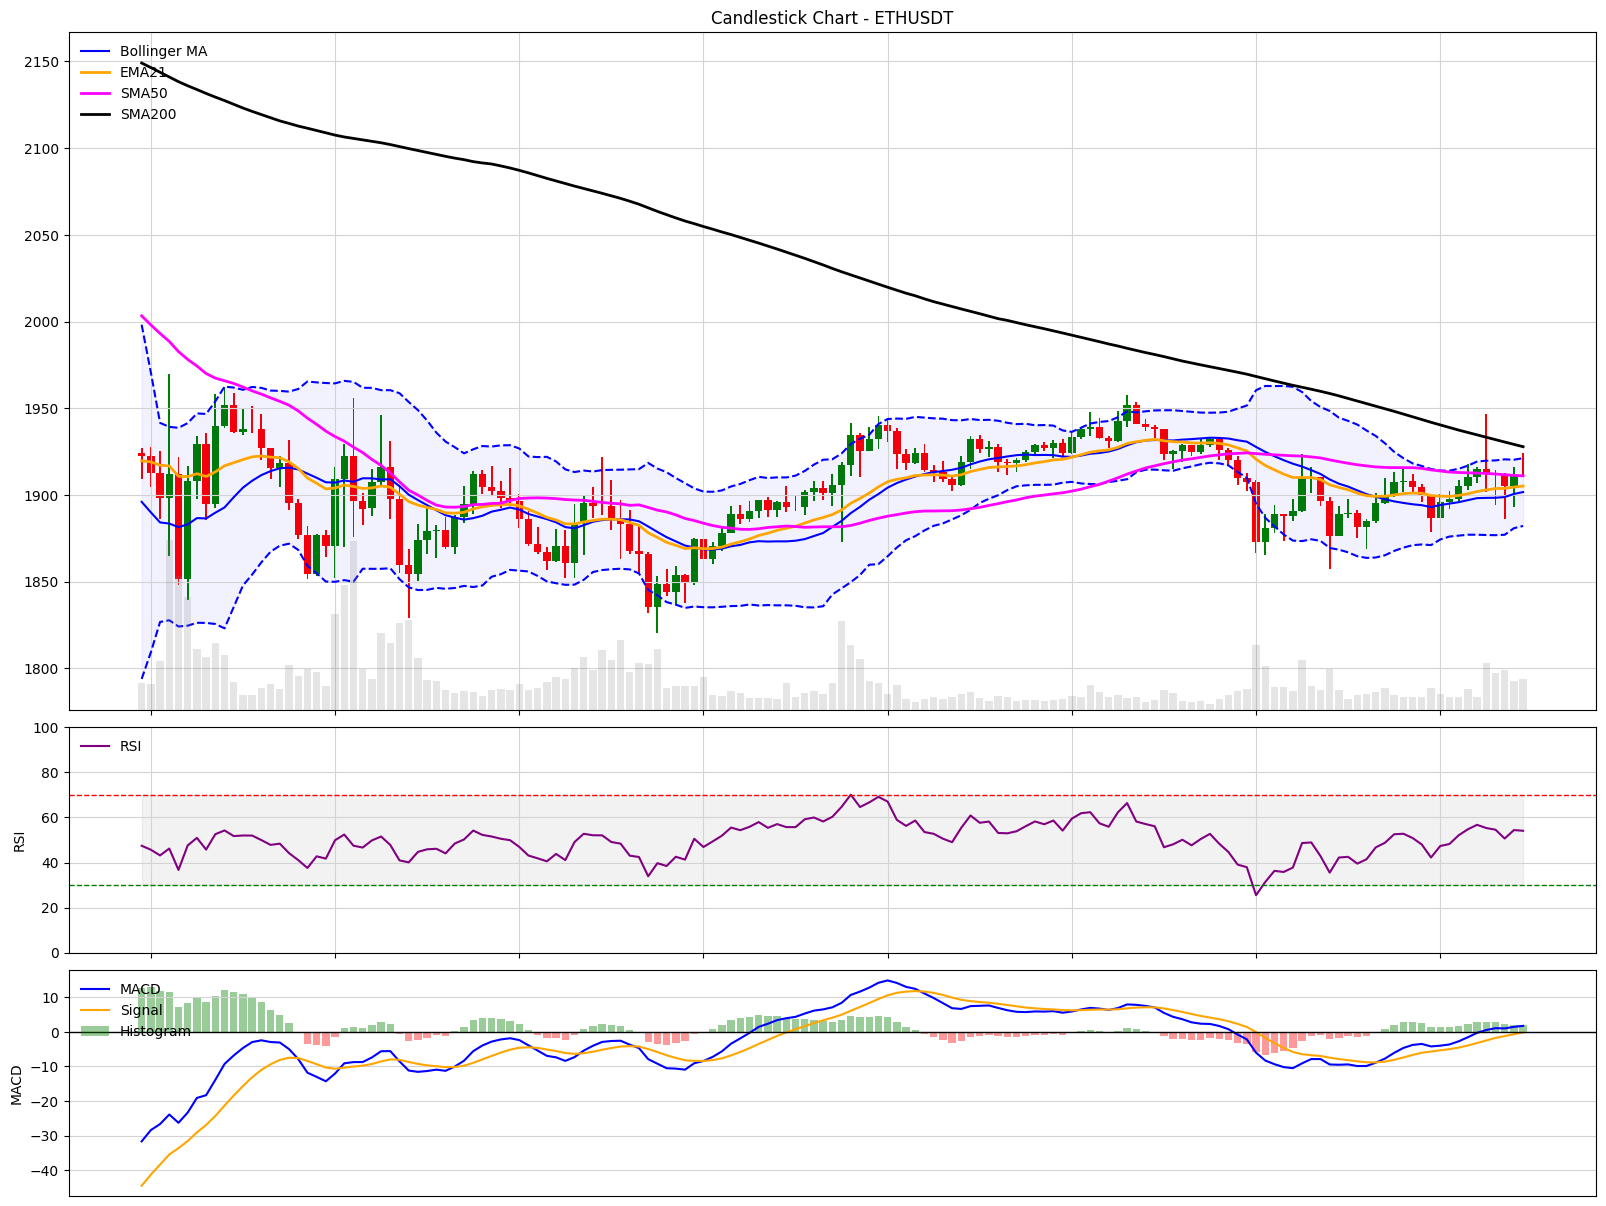 Candlestick Chart - ETHUSDT
Bollinger MA
EMA21
SMA50
SMA200
2150
2100
2050
2000
1950
1900
1850
1800
RSI
100
80
60
40
20
0
RSI
MACD
Signal
Histogram
10
0
−10
−20
−30
−40
MACD